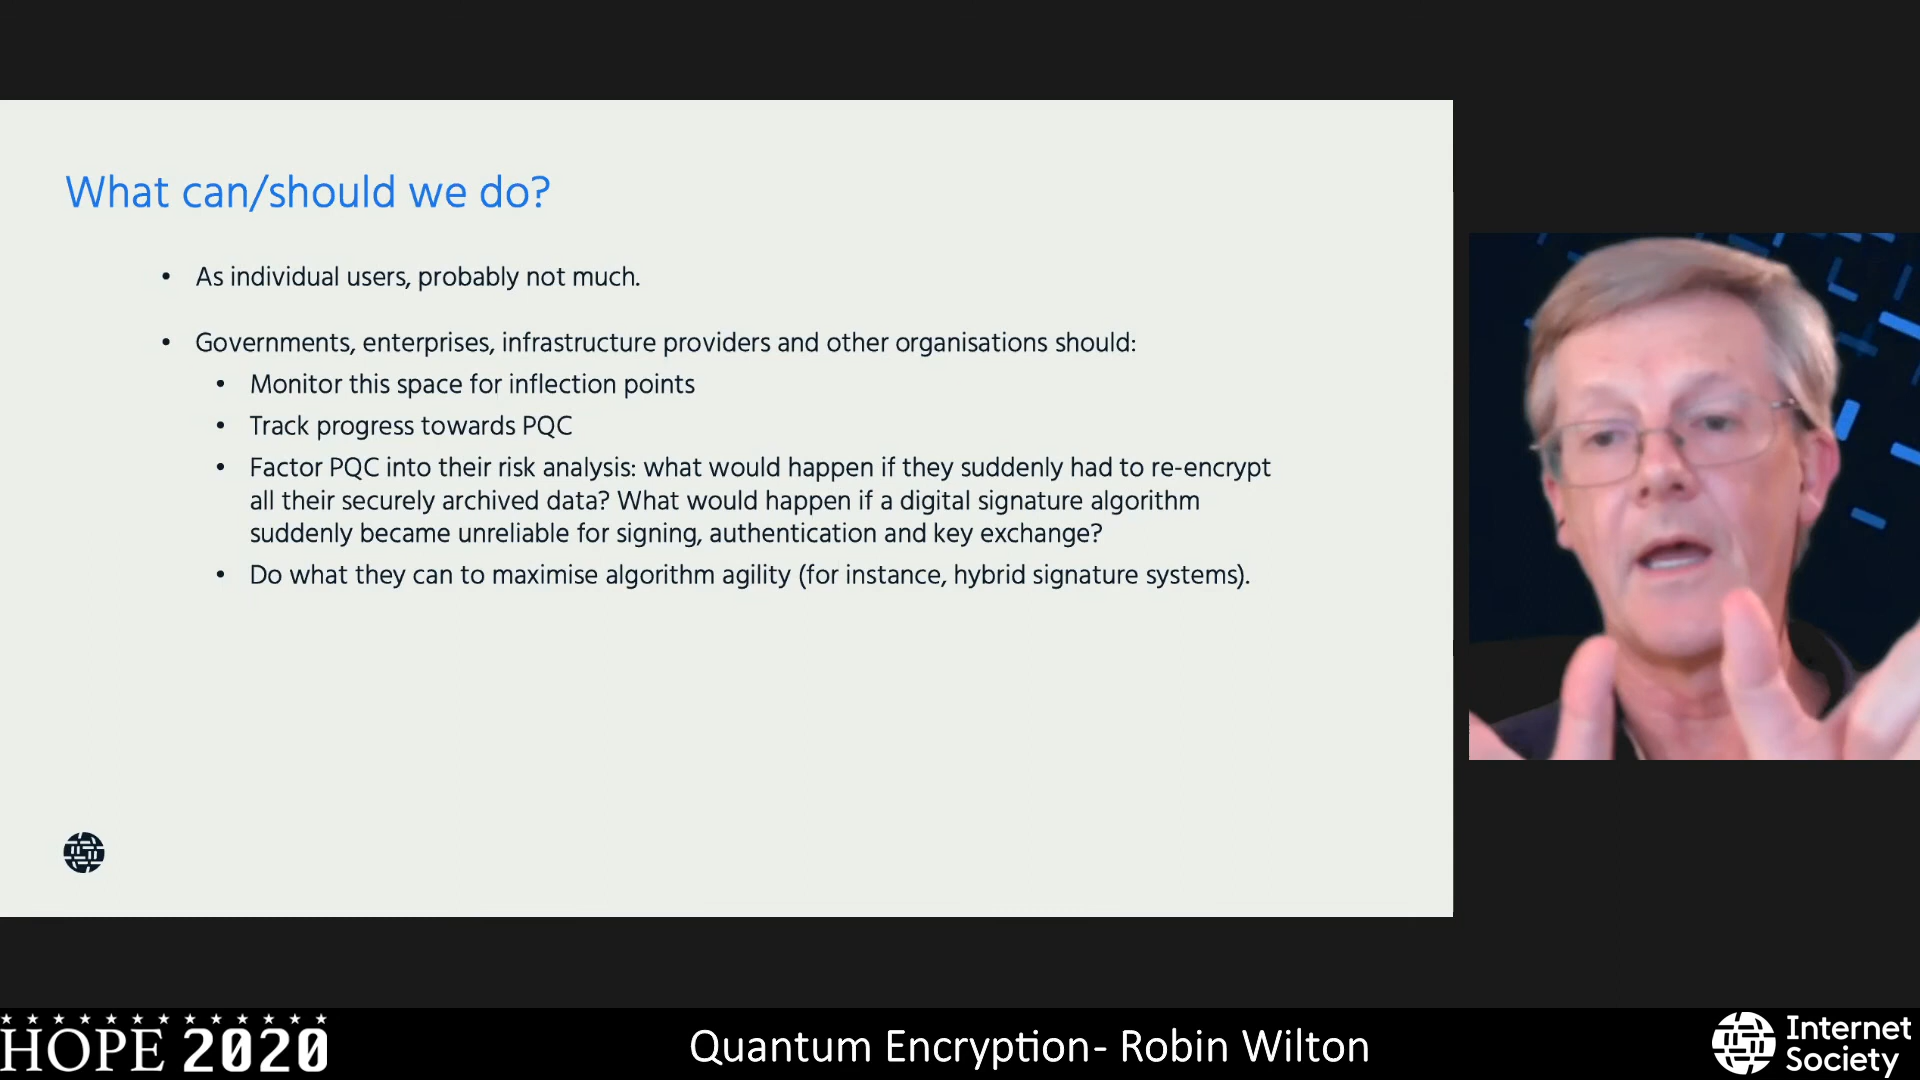 What can/should we do?
• As individual users, probably not much.
• Governments, enterprises, infrastructure providers and other organisations should:
• Monitor this space for inflection points
• Track progress towards PQC
• Factor PQC into their risk analysis: what would happen if they suddenly had to re-encrypt
all their securely archived data? What would happen if a digital signature algorithm
suddenly became unreliable for signing, authentication and key exchange?
• Do what they can to maximise algorithm agility (for instance, hybrid signature systems).
HOPE 2020
Quantum Encryption- Robin Wilton
Internet
Society